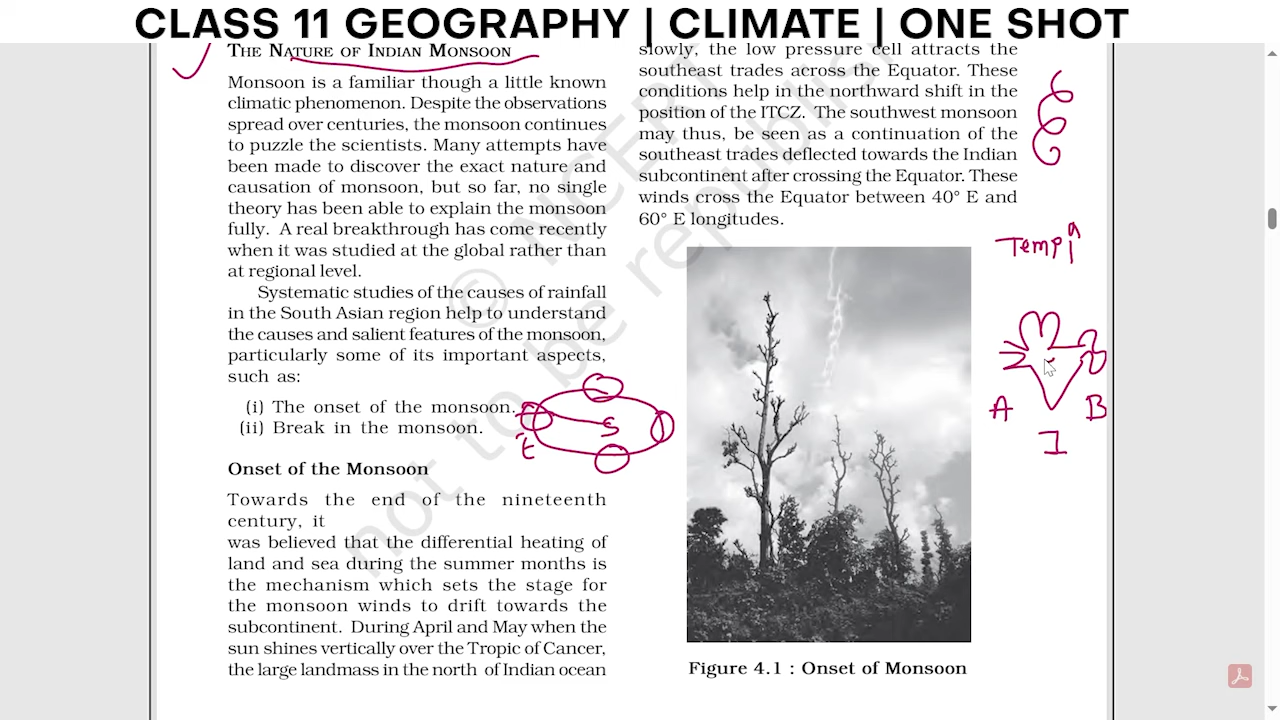 CLASS 11 GEOGRAPHY | CLIMATE | ONE SHOT
THE NATURE OF INDIAN MONSOON
Monsoon is a familiar though a little known
climatic phenomenon. Despite the observations
spread over centuries, the monsoon continues
to puzzle the scientists. Many attempts have
been made to discover the exact nature and
causation of monsoon, but so far, no single
theory has been able to explain the monsoon
fully. A real breakthrough has come recently
when it was studied at the global rather than
at regional level.
Systematic studies of the causes of rainfall
in the South Asian region help to understand
the causes and salient features of the monsoon,
particularly some of its important aspects,
such as:
(i) The onset of the monsoon.
(ii) Break in the monsoon.
S
E
Onset of the Monsoon
Towards the end of the nineteenth
century, it
was believed that the differential heating of
land and sea during the summer months is
the mechanism which sets the stage for
the monsoon winds to drift towards the
subcontinent. During April and May when the
sun shines vertically over the Tropic of Cancer,
the large landmass in the north of Indian ocean
slowly, the low pressure cell attracts the
southeast trades across the Equator. These
conditions help in the northward shift in the
position of the ITCZ. The southwest monsoon
may thus, be seen as a continuation of the
southeast trades deflected towards the Indian
subcontinent after crossing the Equator. These
winds cross the Equator between 40° E and
60° E longitudes.
Temp
A
B
I
Figure 4.1 : Onset of Monsoon
© NCERT
not to be republish